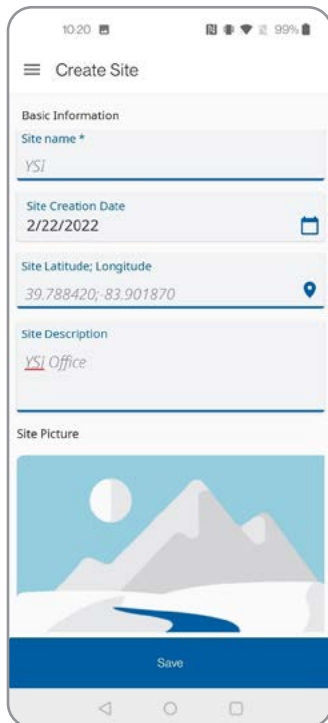 10:20 99%
Create Site
Basic Information
Site name *
YSI
Site Creation Date
2/22/2022
Site Latitude; Longitude
39.788420;-83.901870
Site Description
YSI Office
Site Picture
Save